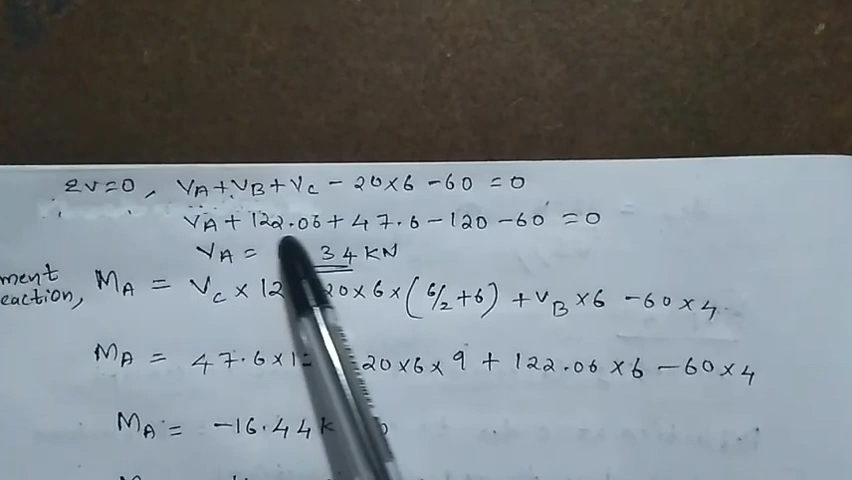 ΣV=0, VA+VB+VC - 20×6 - 60 = 0
VA + 122.06 + 47.6 - 120 - 60 = 0
VA = 34 KN
ment
eaction, MA = VC × 12 20×6×(6/2+6) + VB×6 - 60×4
MA = 47.6×1 20×6×9 + 122.06×6 - 60×4
MA = -16.44 K